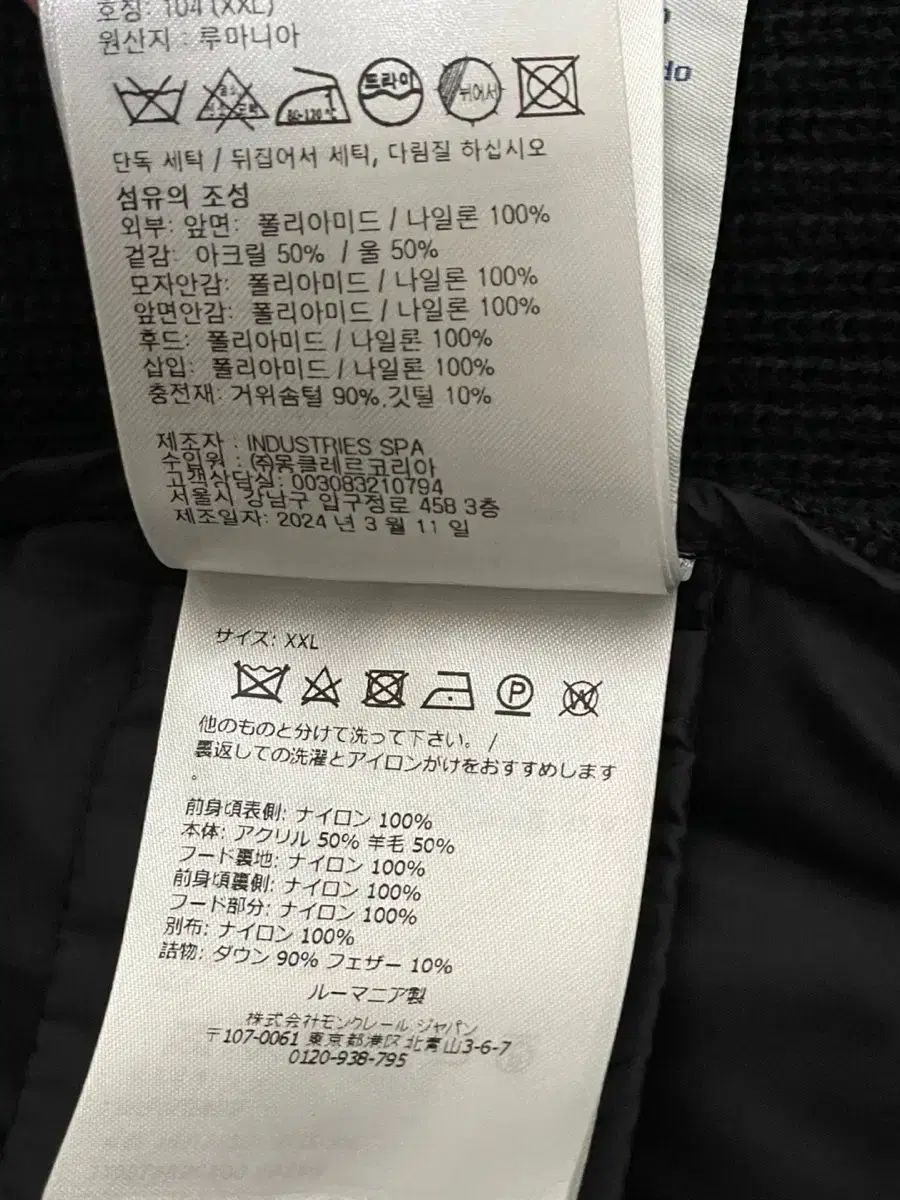 호칭: 104 (XXL)
원산지 : 루마니아
80-120℃
드라이
뉘어서
단독 세탁 / 뒤집어서 세탁, 다림질 하십시오
섬유의 조성
외부: 앞면: 폴리아미드 / 나일론 100%
겉감: 아크릴 50% / 울 50%
모자안감: 폴리아미드 / 나일론 100%
앞면안감: 폴리아미드 / 나일론 100%
후드: 폴리아미드 / 나일론 100%
삽입: 폴리아미드 / 나일론 100%
충전재: 거위솜털 90%.깃털 10%
제조자 : INDUSTRIES SPA
수입원 : ㈜몽클레르코리아
고객상담실: 003083210794
서울시 강남구 압구정로 458 3층
제조일자: 2024 년 3 월 11 일
do
サイズ: XXL
P
W
他のものと分けて洗って下さい。 /
裏返しての洗濯とアイロンがけをおすすめします
。
前身頃表側: ナイロン 100%
本体: アクリル 50% 羊毛 50%
フード裏地: ナイロン 100%
前身頃裏側: ナイロン 100%
フード部分: ナイロン 100%
別布: ナイロン 100%
詰物: ダウン 90% フェザー 10%
ルーマニア製
株式会社モンクレール ジャパン
〒107-0061 東京都港区北青山3-6-7
0120-938-795